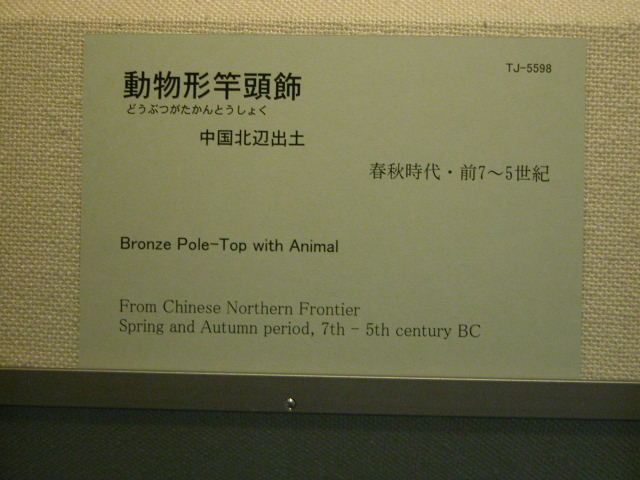 TJ-5598
動物形竿頭飾
どうぶつがたかんとうしょく
中国北辺出土
春秋時代・前7～5世紀
Bronze Pole-Top with Animal
From Chinese Northern Frontier
Spring and Autumn period, 7th - 5th century BC